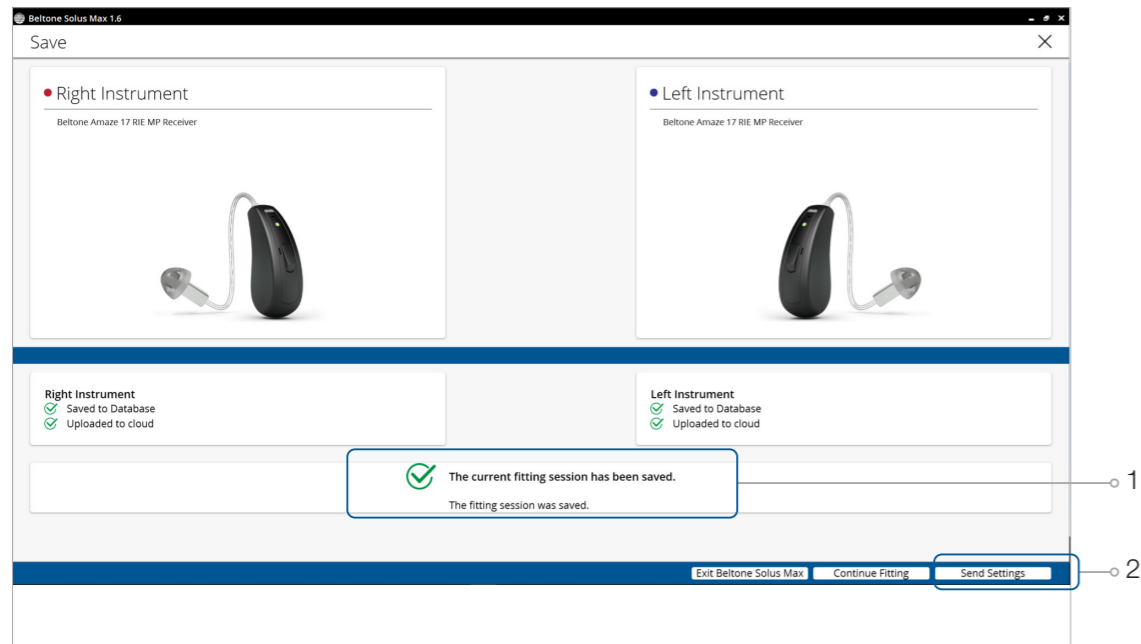 Beltone Solus Max 1.6
Save
Right Instrument
Beltone Amaze 17 RIE MP Receiver
Left Instrument
Beltone Amaze 17 RIE MP Receiver
Right Instrument
Saved to Database
Uploaded to cloud
Left Instrument
Saved to Database
Uploaded to cloud
The current fitting session has been saved.
The fitting session was saved.
1
Exit Beltone Solus Max
Continue Fitting
Send Settings
2